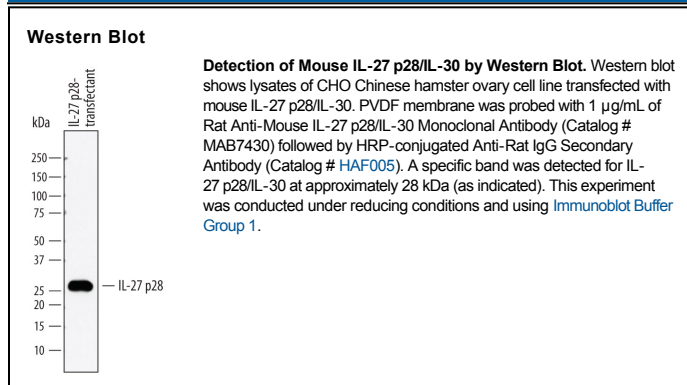 Western Blot
IL-27 p28-
transfectant
kDa
250
150
100
75
50
37
25
20
15
10
IL-27 p28
Detection of Mouse IL-27 p28/IL-30 by Western Blot. Western blot
shows lysates of CHO Chinese hamster ovary cell line transfected with
mouse IL-27 p28/IL-30. PVDF membrane was probed with 1 µg/mL of
Rat Anti-Mouse IL-27 p28/IL-30 Monoclonal Antibody (Catalog #
MAB7430) followed by HRP-conjugated Anti-Rat IgG Secondary
Antibody (Catalog # HAF005). A specific band was detected for IL-
27 p28/IL-30 at approximately 28 kDa (as indicated). This experiment
was conducted under reducing conditions and using Immunoblot Buffer
Group 1.